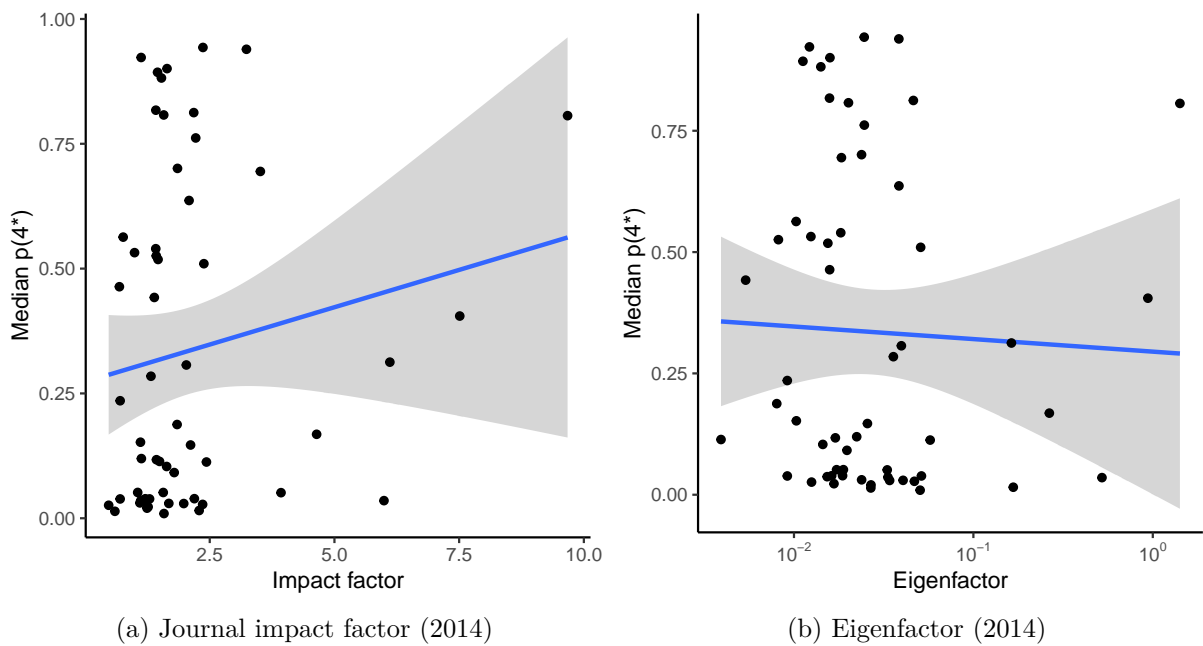 1.00
0.75
0.50
0.25
0.00
Median p(4*)
2.5 5.0 7.5 10.0
Impact factor
(a) Journal impact factor (2014)
0.75
0.50
0.25
0.00
Median p(4*)
10⁻² 10⁻¹ 10⁰
Eigenfactor
(b) Eigenfactor (2014)